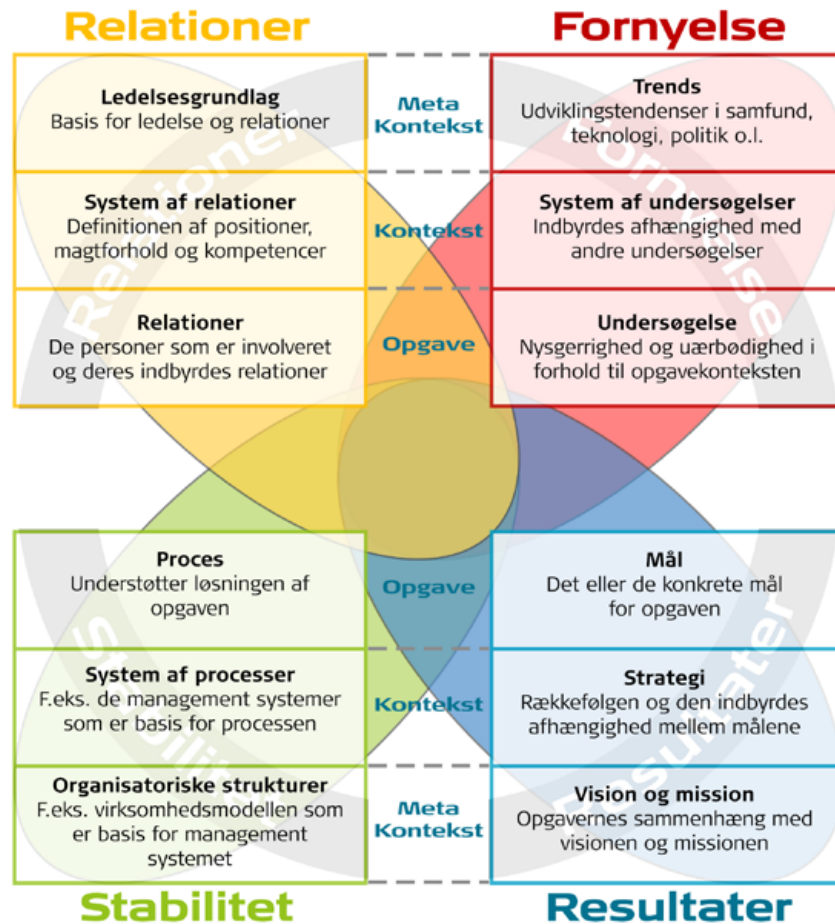 Relationer
Fornyelse
Ledelsesgrundlag
Basis for ledelse og relationer
Meta
Kontekst
Trends
Udviklingstendenser i samfund,
teknologi, politik o.l.
System af relationer
Definitionen af positioner,
magtforhold og kompetencer
Kontekst
System af undersøgelser
Indbyrdes afhængighed med
andre undersøgelser
Relationer
De personer som er involveret
og deres indbyrdes relationer
Opgave
Undersøgelse
Nysgerrighed og uærbødighed i
forhold til opgavekonteksten
Relationer
Fornyelse
Proces
Understøtter løsningen af
opgaven
Opgave
Mål
Det eller de konkrete mål
for opgaven
System af processer
F.eks. de management systemer
som er basis for processen
Kontekst
Strategi
Rækkefølgen og den indbyrdes
afhængighed mellem målene
Organisatoriske strukturer
F.eks. virksomhedsmodellen som
er basis for management
systemet
Meta
Kontekst
Vision og mission
Opgavernes sammenhæng med
visionen og missionen
Stabilitet
Resultater
Stabilitet
Resultater